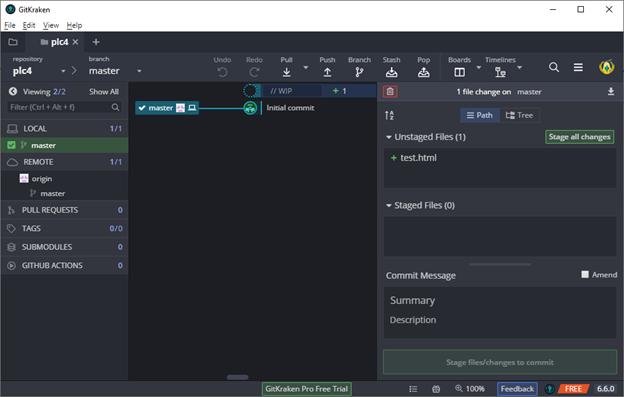 GitKraken
File Edit View Help
plc4
repository
plc4
branch
master
Undo Redo Pull Push Branch Stash Pop Boards Timelines
Viewing 2/2 Show All
Filter (Ctrl + Alt + f)
LOCAL 1/1
master
REMOTE 1/1
origin
master
PULL REQUESTS 0
TAGS 0/0
SUBMODULES 0
GITHUB ACTIONS 0
// WIP + 1
master Initial commit
1 file change on master
Path Tree
Unstaged Files (1) Stage all changes
+ test.html
Staged Files (0)
Commit Message Amend
Summary
Description
Stage files/changes to commit
GitKraken Pro Free Trial 100% Feedback FREE 6.6.0